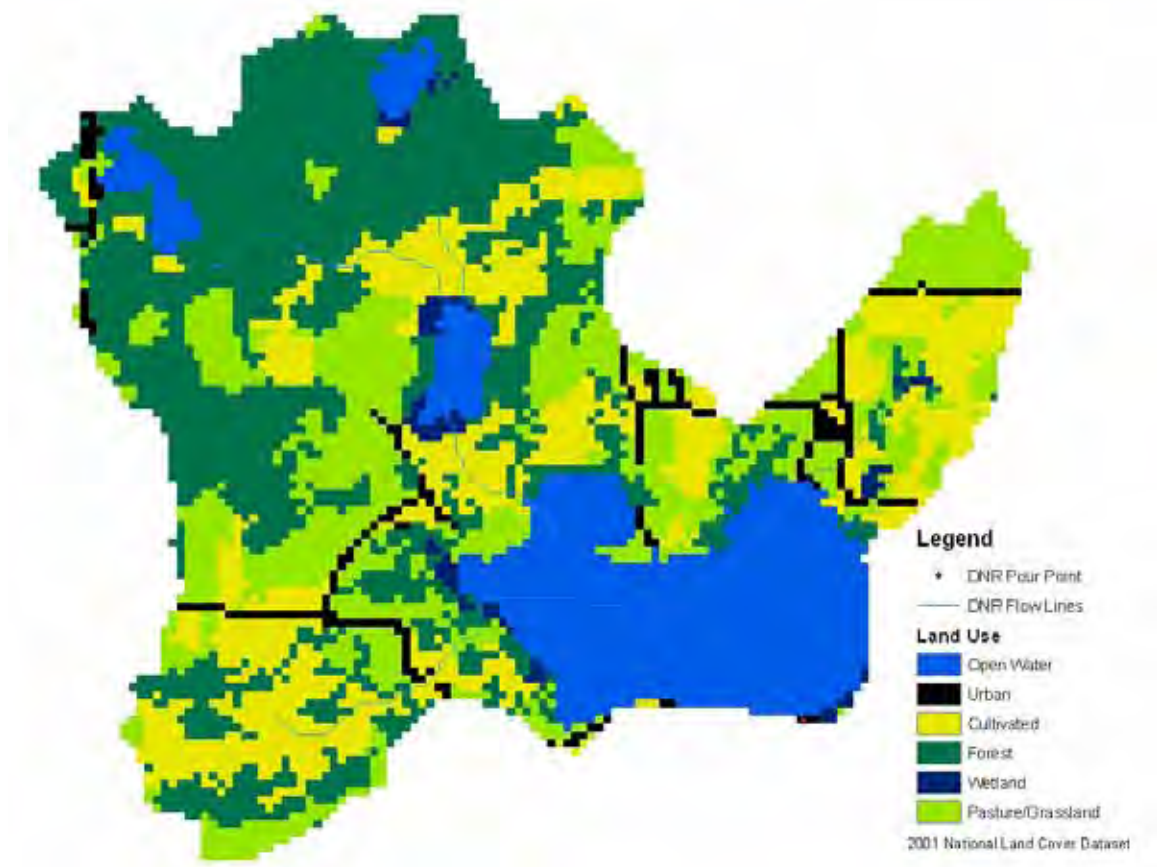 Legend
DNR Pour Point
DNR Flow Lines
Land Use
Open Water
Urban
Cultivated
Forest
Wetland
Pasture/Grassland
2001 National Land Cover Dataset